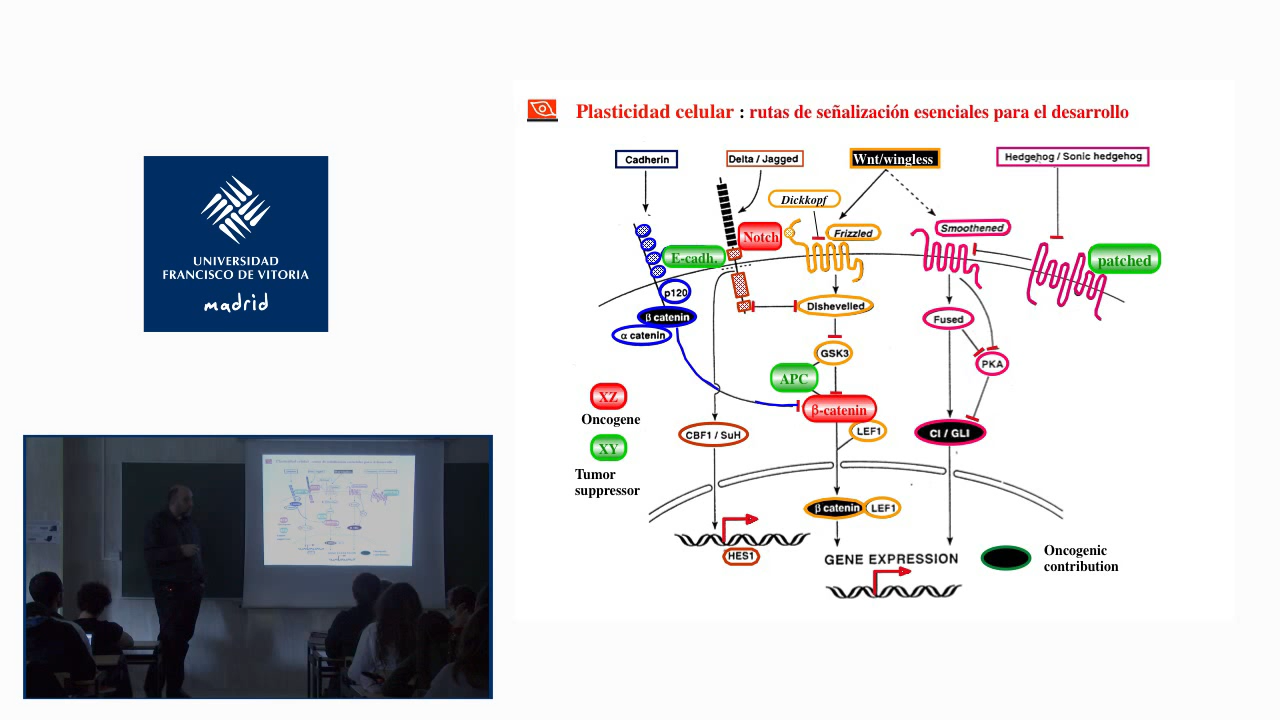 UNIVERSIDAD
FRANCISCO DE VITORIA
madrid
Plasticidad celular : rutas de señalización esenciales para el desarrollo
Cadherin
Delta / Jagged
Wnt/wingless
Hedgehog / Sonic hedgehog
Dickkopf
Notch
Frizzled
Smoothened
E-cadh.
patched
p120
β catenin
α catenin
Dishevelled
Fused
GSK3
PKA
APC
β-catenin
XZ
Oncogene
LEF1
CBF1 / SuH
CI / GLI
XY
Tumor
suppressor
β catenin
LEF1
HES1
GENE EXPRESSION
Oncogenic
contribution